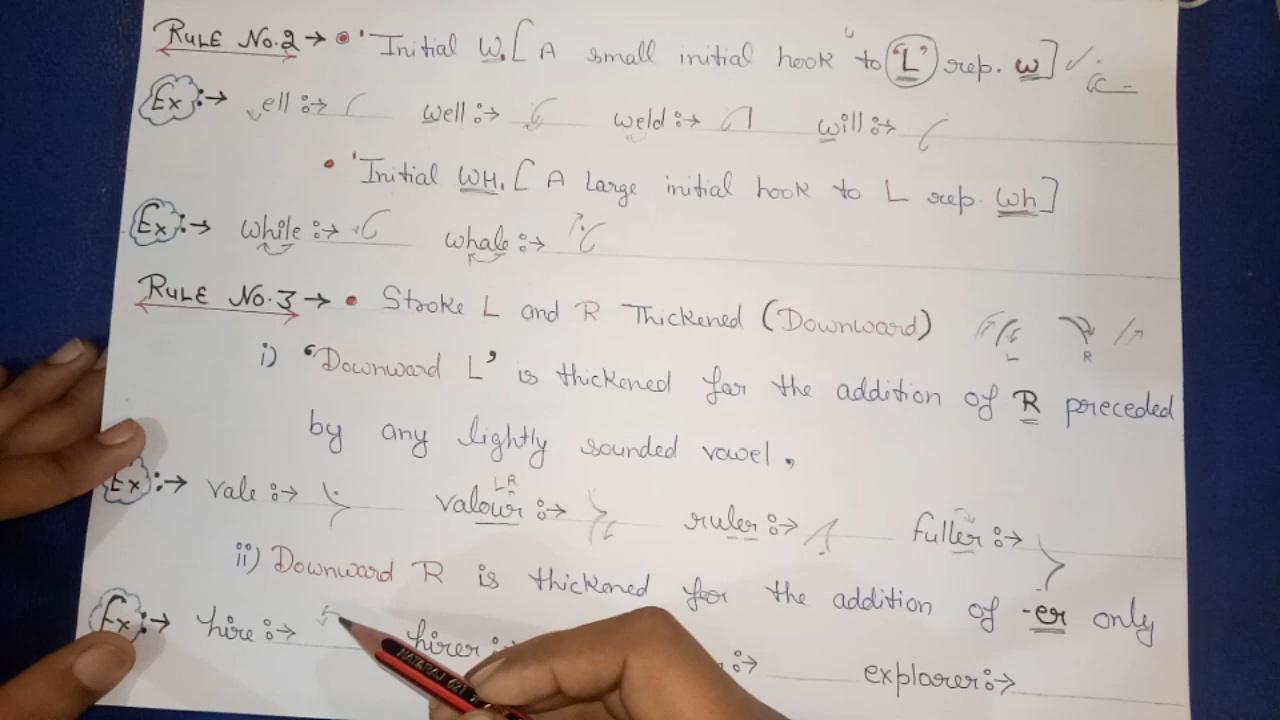 RULE No.2 → • 'Initial W. [ A small initial hook to 'L' rep. w ] ✓
Ex :→ ell :→ well :→ weld :→ will :→
• 'Initial WH. [ A Large initial hook to L rep. wh ]
Ex :→ while :→ whale :→
RULE No.3 → • Stroke L and R Thickened (Downward)
L R
i) 'Downward L' is thickened for the addition of R preceded
by any lightly sounded vowel.
LR
Ex :→ vale :→ valour :→ ruler :→ fuller :→
ii) Downward R is thickened for the addition of -er only
Ex :→ hire :→ hirer :→ explorer :→
NATARAJ 621